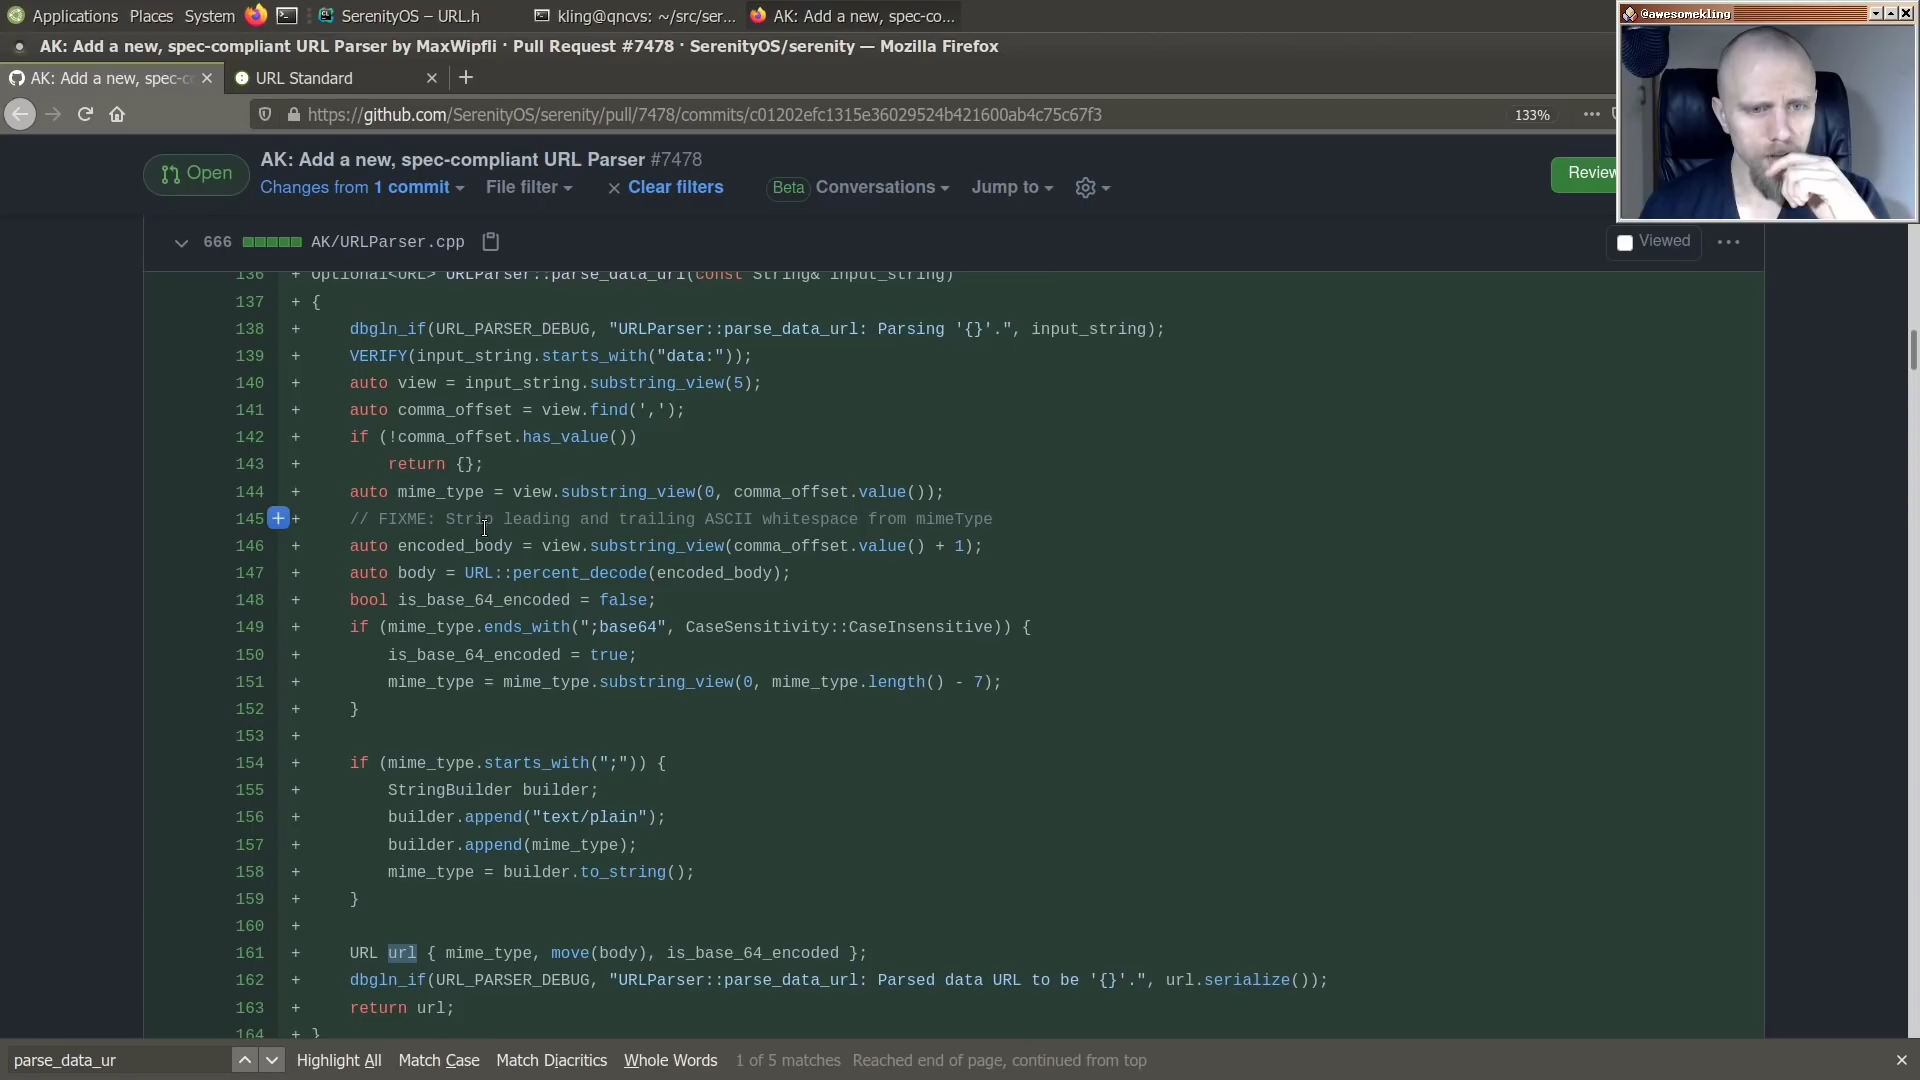 Applications Places System SerenityOS – URL.h kling@qncvs: ~/src/ser... AK: Add a new, spec-co...
@awesomekling
AK: Add a new, spec-compliant URL Parser by MaxWipfli · Pull Request #7478 · SerenityOS/serenity — Mozilla Firefox
AK: Add a new, spec-c URL Standard
https://github.com/SerenityOS/serenity/pull/7478/commits/c01202efc1315e36029524b421600ab4c75c67f3 133%
Open AK: Add a new, spec-compliant URL Parser #7478
Changes from 1 commit File filter Clear filters Beta Conversations Jump to Review
666 AK/URLParser.cpp Viewed
136 + Optional<URL> URLParser::parse_data_url(const String& input_string)
137 + {
138 + dbgln_if(URL_PARSER_DEBUG, "URLParser::parse_data_url: Parsing '{}'.", input_string);
139 + VERIFY(input_string.starts_with("data:"));
140 + auto view = input_string.substring_view(5);
141 + auto comma_offset = view.find(',');
142 + if (!comma_offset.has_value())
143 + return {};
144 + auto mime_type = view.substring_view(0, comma_offset.value());
145 + // FIXME: Strip leading and trailing ASCII whitespace from mimeType
146 + auto encoded_body = view.substring_view(comma_offset.value() + 1);
147 + auto body = URL::percent_decode(encoded_body);
148 + bool is_base_64_encoded = false;
149 + if (mime_type.ends_with(";base64", CaseSensitivity::CaseInsensitive)) {
150 + is_base_64_encoded = true;
151 + mime_type = mime_type.substring_view(0, mime_type.length() - 7);
152 + }
153 +
154 + if (mime_type.starts_with(";")) {
155 + StringBuilder builder;
156 + builder.append("text/plain");
157 + builder.append(mime_type);
158 + mime_type = builder.to_string();
159 + }
160 +
161 + URL url { mime_type, move(body), is_base_64_encoded };
162 + dbgln_if(URL_PARSER_DEBUG, "URLParser::parse_data_url: Parsed data URL to be '{}'.", url.serialize());
163 + return url;
164 + }
parse_data_ur Highlight All Match Case Match Diacritics Whole Words 1 of 5 matches Reached end of page, continued from top